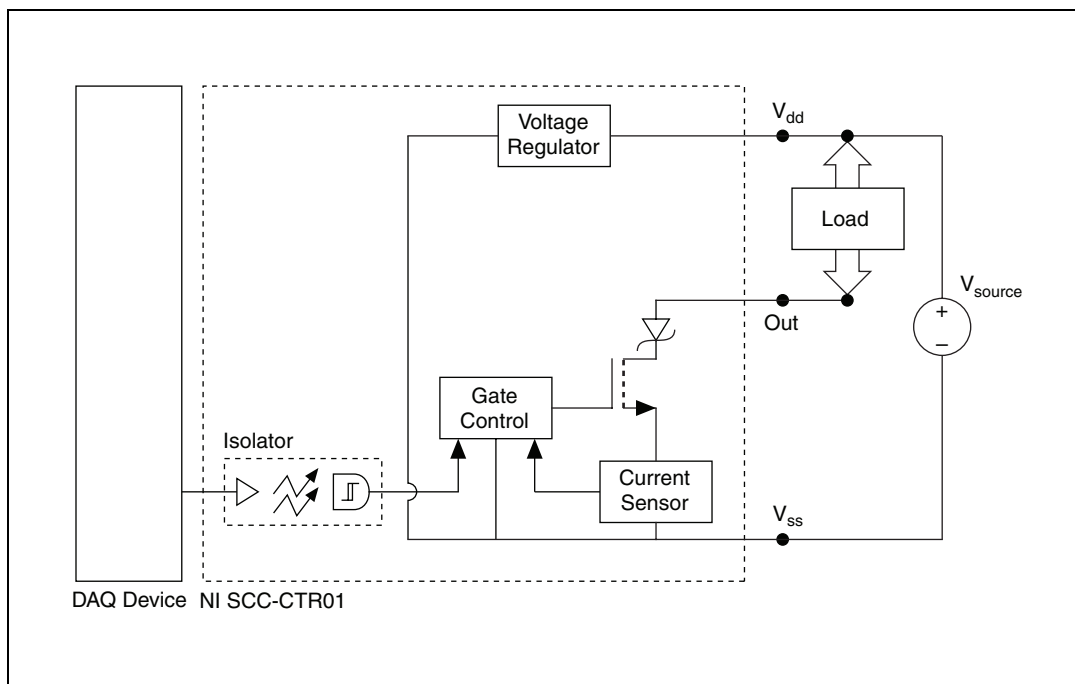 Voltage
Regulator
Vdd
Load
Vsource
+
–
Out
Gate
Control
Isolator
Current
Sensor
Vss
DAQ Device
NI SCC-CTR01